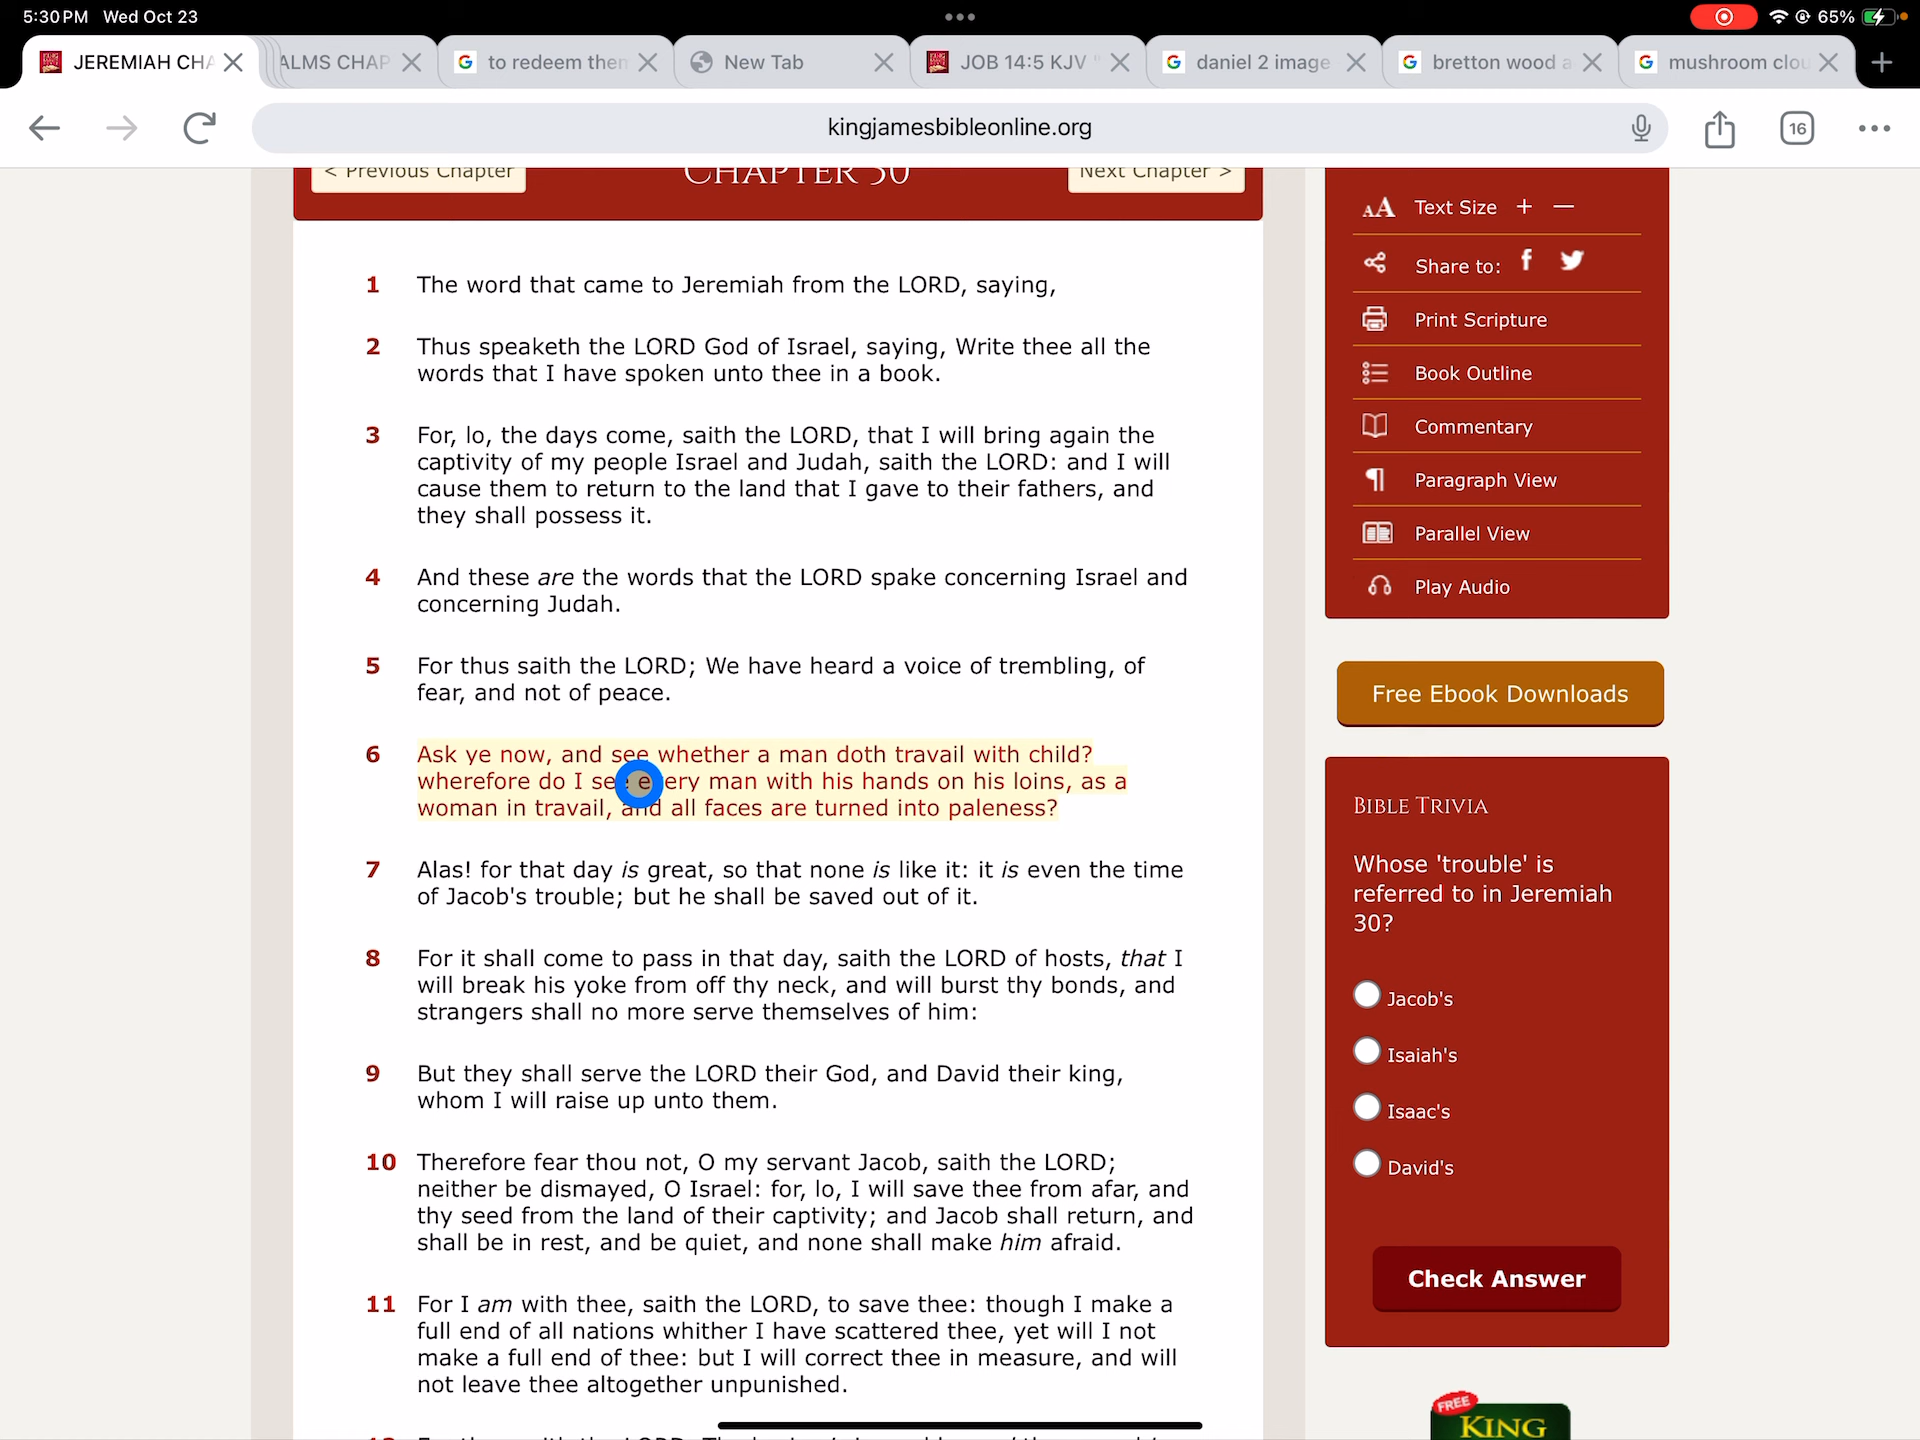 5:30 PM Wed Oct 23
65%
JEREMIAH CHA
ALMS CHAP
to redeem then
New Tab
JOB 14:5 KJV "
daniel 2 image
bretton wood a
mushroom clou
kingjamesbibleonline.org
16
< Previous Chapter
CHAPTER 30
Next Chapter >
1 The word that came to Jeremiah from the LORD, saying,
2 Thus speaketh the LORD God of Israel, saying, Write thee all the
words that I have spoken unto thee in a book.
3 For, lo, the days come, saith the LORD, that I will bring again the
captivity of my people Israel and Judah, saith the LORD: and I will
cause them to return to the land that I gave to their fathers, and
they shall possess it.
4 And these are the words that the LORD spake concerning Israel and
concerning Judah.
5 For thus saith the LORD; We have heard a voice of trembling, of
fear, and not of peace.
6 Ask ye now, and see whether a man doth travail with child?
wherefore do I see every man with his hands on his loins, as a
woman in travail, and all faces are turned into paleness?
7 Alas! for that day is great, so that none is like it: it is even the time
of Jacob's trouble; but he shall be saved out of it.
8 For it shall come to pass in that day, saith the LORD of hosts, that I
will break his yoke from off thy neck, and will burst thy bonds, and
strangers shall no more serve themselves of him:
9 But they shall serve the LORD their God, and David their king,
whom I will raise up unto them.
10 Therefore fear thou not, O my servant Jacob, saith the LORD;
neither be dismayed, O Israel: for, lo, I will save thee from afar, and
thy seed from the land of their captivity; and Jacob shall return, and
shall be in rest, and be quiet, and none shall make him afraid.
11 For I am with thee, saith the LORD, to save thee: though I make a
full end of all nations whither I have scattered thee, yet will I not
make a full end of thee: but I will correct thee in measure, and will
not leave thee altogether unpunished.
AA Text Size + −
Share to:
Print Scripture
Book Outline
Commentary
Paragraph View
Parallel View
Play Audio
Free Ebook Downloads
BIBLE TRIVIA
Whose 'trouble' is
referred to in Jeremiah
30?
Jacob's
Isaiah's
Isaac's
David's
Check Answer
FREE
KING